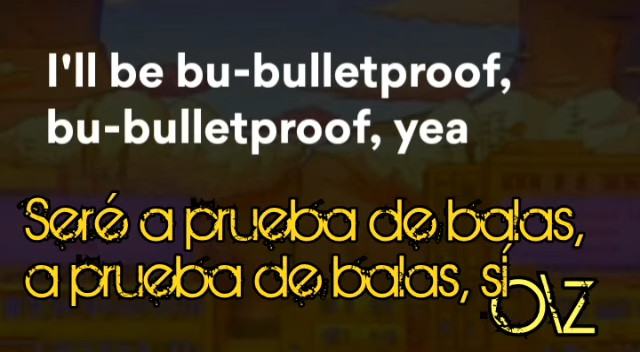 I'll be bu-bulletproof,
bu-bulletproof, yea
Seré a prueba de balas,
a prueba de balas, sí